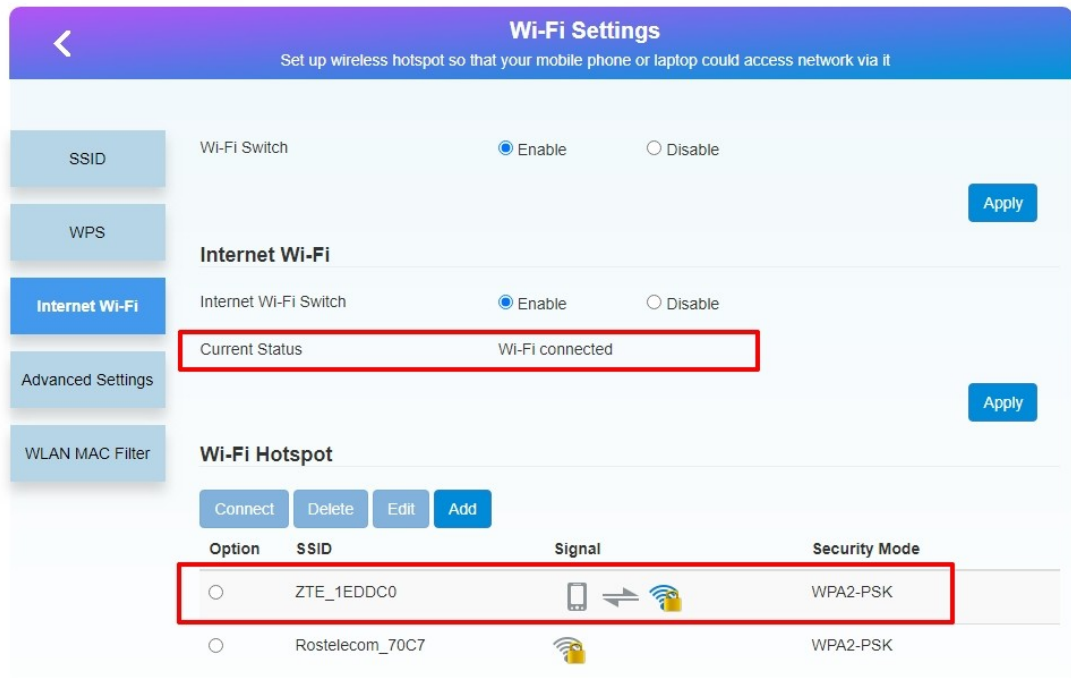 Wi-Fi Settings
Set up wireless hotspot so that your mobile phone or laptop could access network via it
SSID
WPS
Internet Wi-Fi
Advanced Settings
WLAN MAC Filter
Wi-Fi Switch Enable Disable
Apply
Internet Wi-Fi
Internet Wi-Fi Switch Enable Disable
Current Status Wi-Fi connected
Apply
Wi-Fi Hotspot
Connect Delete Edit Add
Option SSID Signal Security Mode
ZTE_1EDDC0 WPA2-PSK
Rostelecom_70C7 WPA2-PSK